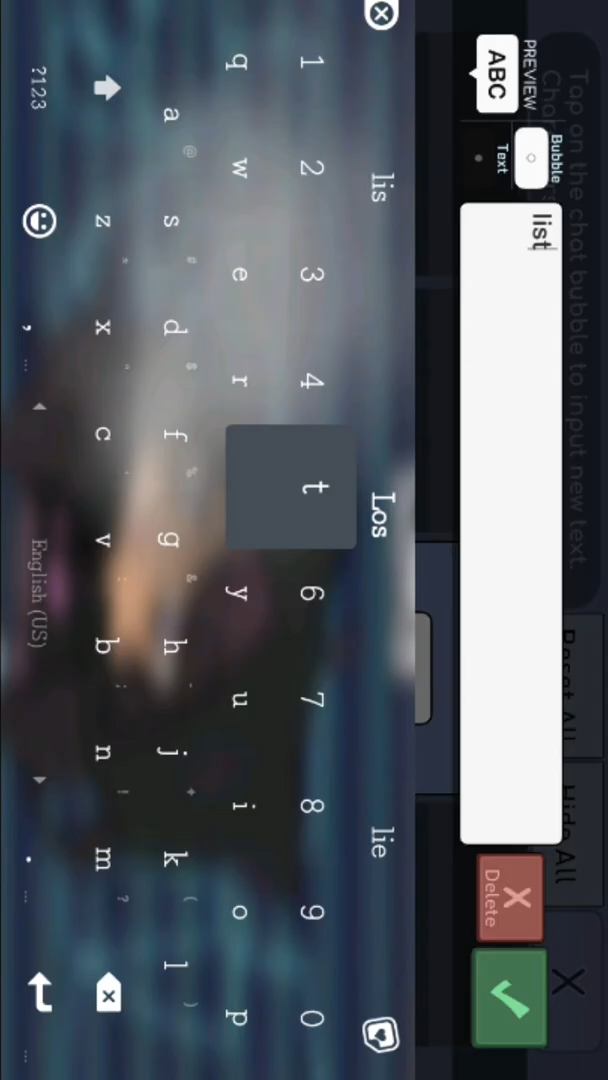 Tap on the chat bubble to input new text.
PREVIEW
ABC
Bubble
Text
list
Reset All
Hide All
X
Delete
lis
Los
lie
1 2 3 4 t 6 7 8 9 0
q w e r y u i o p
a s d f g h j k l
@ # & ( )
z x c v b n m
?123 , English (US) .